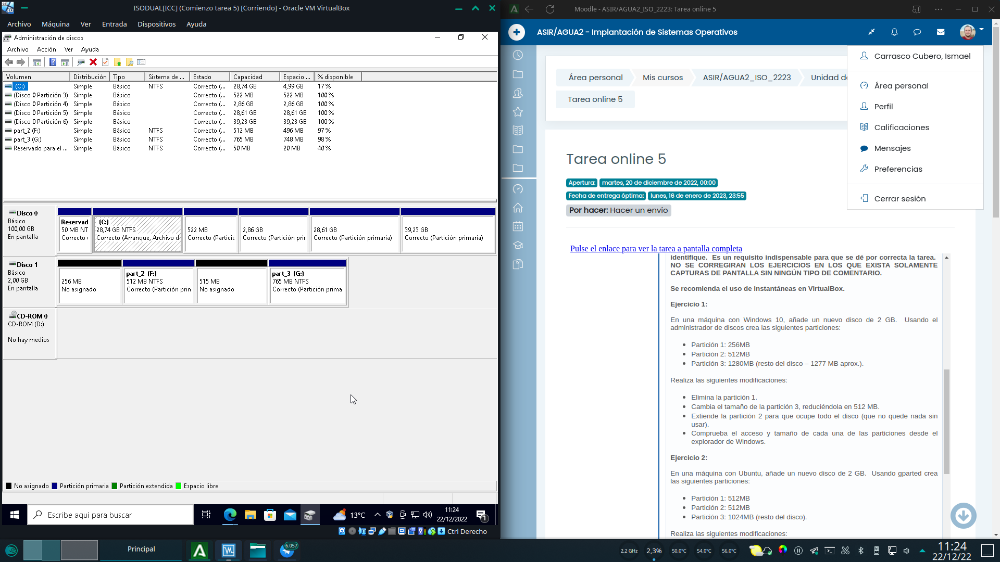 ISODUAL[ICC] (Comienzo tarea 5) [Corriendo] - Oracle VM VirtualBox
Archivo Máquina Ver Entrada Dispositivos Ayuda
Administración de discos
Archivo Acción Ver Ayuda
Volumen Distribución Tipo Sistema de ... Estado Capacidad Espacio ... % disponible
(C:) Simple Básico NTFS Correcto (... 28,74 GB 4,99 GB 17 %
(Disco 0 Partición 3) Simple Básico Correcto (... 522 MB 522 MB 100 %
(Disco 0 Partición 4) Simple Básico Correcto (... 2,86 GB 2,86 GB 100 %
(Disco 0 Partición 5) Simple Básico Correcto (... 28,61 GB 28,61 GB 100 %
(Disco 0 Partición 6) Simple Básico Correcto (... 39,23 GB 39,23 GB 100 %
part_2 (F:) Simple Básico NTFS Correcto (... 512 MB 496 MB 97 %
part_3 (G:) Simple Básico NTFS Correcto (... 765 MB 748 MB 98 %
Reservado para el ... Simple Básico NTFS Correcto (... 50 MB 20 MB 40 %
Disco 0
Básico
100,00 GB
En pantalla
Reservad
50 MB NT
Correcto (
(C:)
28,74 GB NTFS
Correcto (Arranque, Archivo d
522 MB
Correcto (Partició
2,86 GB
Correcto (Partición prir
28,61 GB
Correcto (Partición primaria)
39,23 GB
Correcto (Partición primaria)
Disco 1
Básico
2,00 GB
En pantalla
256 MB
No asignado
part_2 (F:)
512 MB NTFS
Correcto (Partición prim
515 MB
No asignado
part_3 (G:)
765 MB NTFS
Correcto (Partición prima
CD-ROM 0
CD-ROM (D:)
No hay medios
No asignado Partición primaria Partición extendida Espacio libre
Escribe aquí para buscar
13°C
11:24
22/12/2022
1
Ctrl Derecho
Moodle - ASIR/AGUA2_ISO_2223: Tarea online 5
ASIR/AGUA2 - Implantación de Sistemas Operativos
Carrasco Cubero, Ismael
Área personal
Perfil
Calificaciones
Mensajes
Preferencias
Cerrar sesión
Área personal Mis cursos ASIR/AGUA2_ISO_2223 Unidad de
Tarea online 5
Tarea online 5
Apertura: martes, 20 de diciembre de 2022, 00:00
Fecha de entrega óptima: lunes, 16 de enero de 2023, 23:55
Por hacer: Hacer un envío
Pulse el enlace para ver la tarea a pantalla completa
identifique. Es un requisito indispensable para que se dé por correcta la tarea.
NO SE CORREGIRAN LOS EJERCICIOS EN LOS QUE EXISTA SOLAMENTE
CAPTURAS DE PANTALLA SIN NINGÚN TIPO DE COMENTARIO.
Se recomienda el uso de instantáneas en VirtualBox.
Ejercicio 1:
En una máquina con Windows 10, añade un nuevo disco de 2 GB. Usando el
administrador de discos crea las siguientes particiones:
Partición 1: 256MB
Partición 2: 512MB
Partición 3: 1280MB (resto del disco – 1277 MB aprox.).
Realiza las siguientes modificaciones:
Elimina la partición 1.
Cambia el tamaño de la partición 3, reduciéndola en 512 MB.
Extiende la partición 2 para que ocupe todo el disco (que no quede nada sin
usar).
Comprueba el acceso y tamaño de cada una de las particiones desde el
explorador de Windows.
Ejercicio 2:
En una máquina con Ubuntu, añade un nuevo disco de 2 GB. Usando gparted crea
las siguientes particiones:
Partición 1: 512MB
Partición 2: 512MB
Partición 3: 1024MB (resto del disco).
Realiza las siguientes modificaciones:
Principal
6.057
2,2 GHz 2,3% 50,0°C 54,0°C 56,0°C
11:24
22/12/22